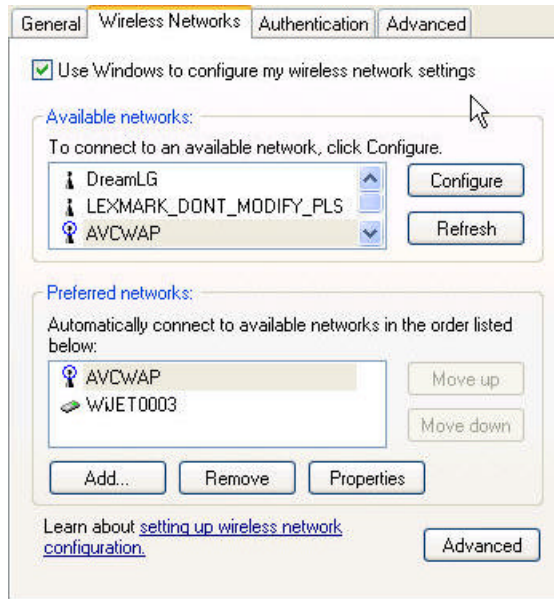 General Wireless Networks Authentication Advanced
Use Windows to configure my wireless network settings
Available networks:
To connect to an available network, click Configure.
DreamLG
Configure
LEXMARK_DONT_MODIFY_PLS
AVCWAP
Refresh
Preferred networks:
Automatically connect to available networks in the order listed
below:
AVCWAP
Move up
WiJET0003
Move down
Add... Remove Properties
Learn about setting up wireless network
configuration.
Advanced